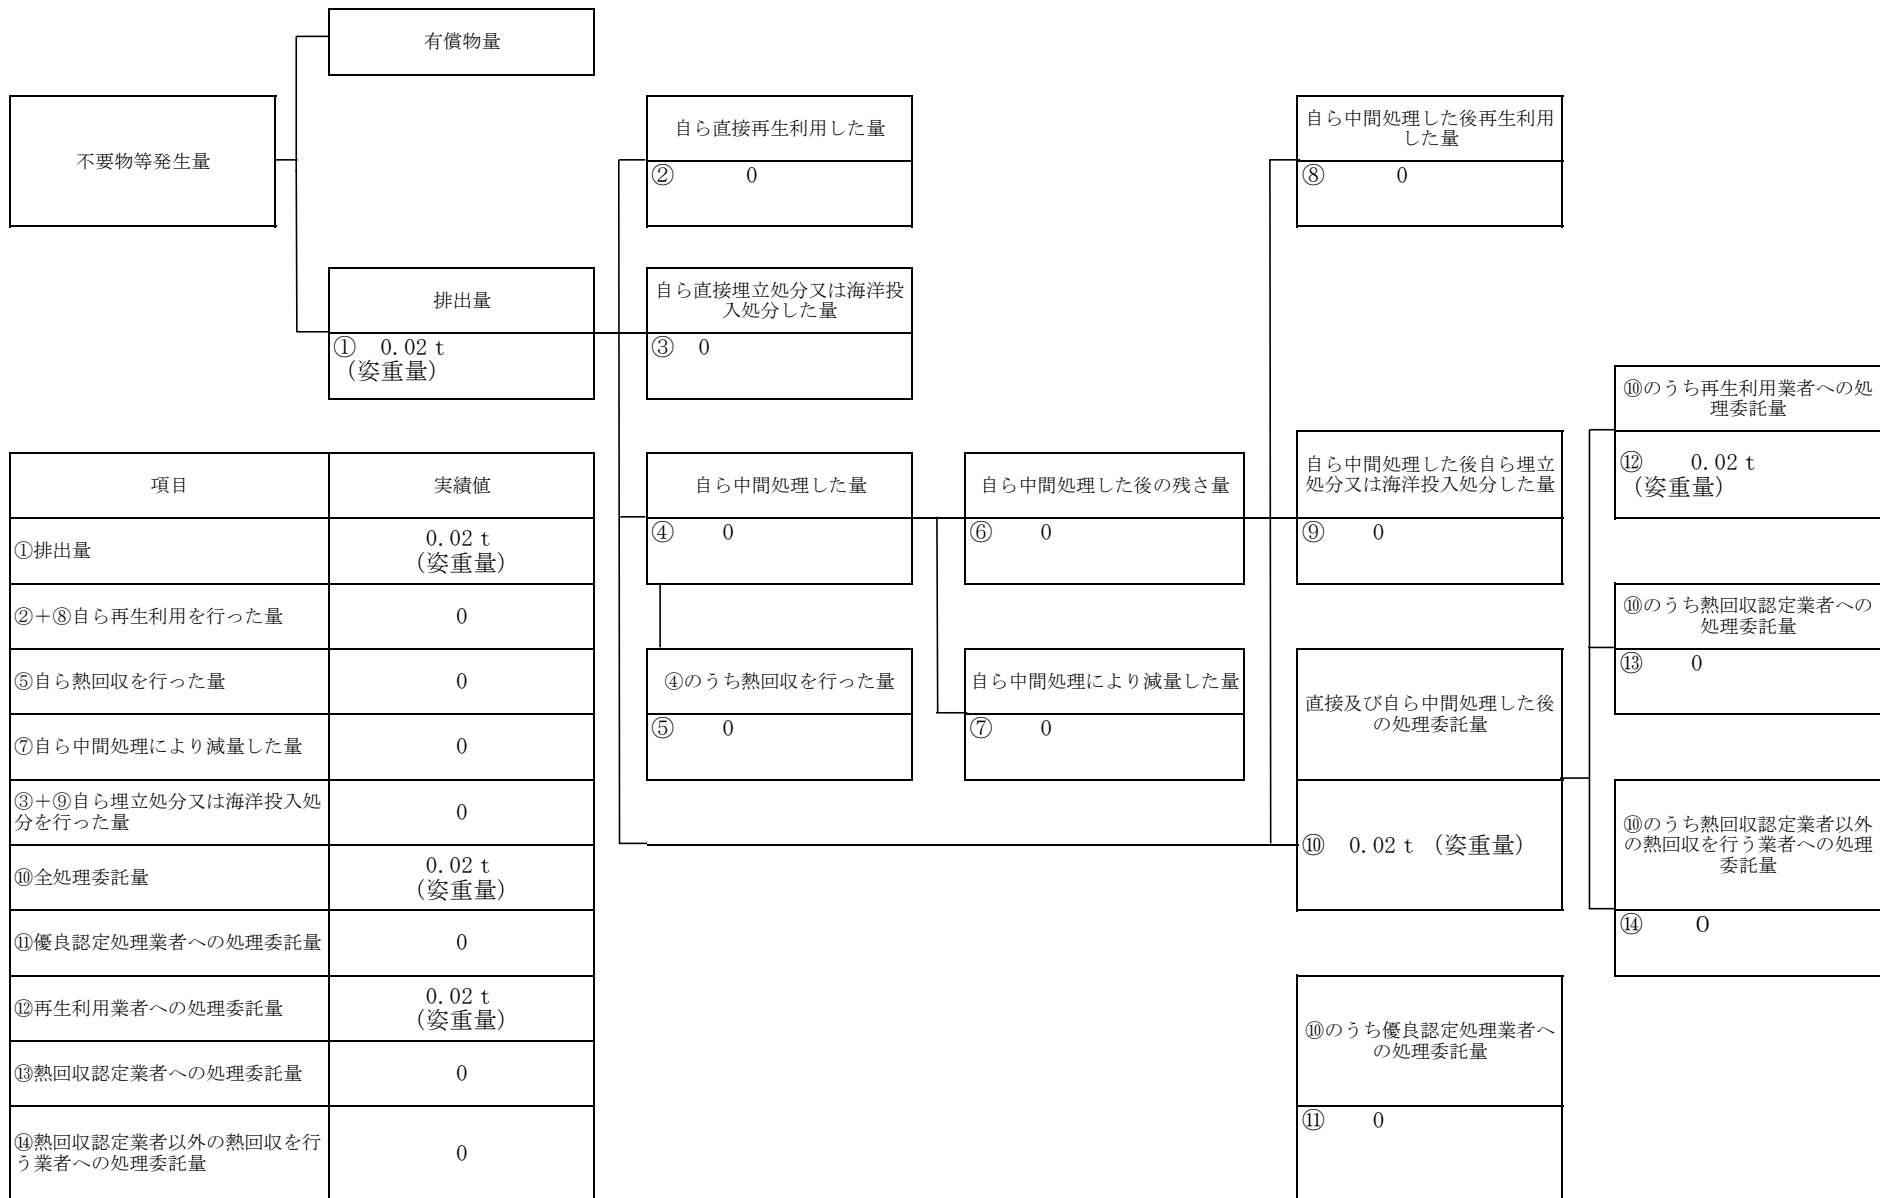 有償物量
不要物等発生量
排出量
① 0.02 t
(姿重量)
自ら直接再生利用した量
② 0
自ら直接埋立処分又は海洋投
入処分した量
③ 0
自ら中間処理した後再生利用
した量
⑧ 0
自ら中間処理した量
④ 0
自ら中間処理した後の残さ量
⑥ 0
自ら中間処理した後自ら埋立
処分又は海洋投入処分した量
⑨ 0
④のうち熱回収を行った量
⑤ 0
自ら中間処理により減量した量
⑦ 0
直接及び自ら中間処理した後
の処理委託量
⑩ 0.02 t (姿重量)
⑩のうち再生利用業者への処
理委託量
⑫ 0.02 t
(姿重量)
⑩のうち熱回収認定業者への
処理委託量
⑬ 0
⑩のうち熱回収認定業者以外
の熱回収を行う業者への処理
委託量
⑭ O
⑩のうち優良認定処理業者へ
の処理委託量
⑪ 0
項目 実績値
①排出量 0.02 t
(姿重量)
②+⑧自ら再生利用を行った量 0
⑤自ら熱回収を行った量 0
⑦自ら中間処理により減量した量 0
③+⑨自ら埋立処分又は海洋投入処
分を行った量 0
⑩全処理委託量 0.02 t
(姿重量)
⑪優良認定処理業者への処理委託量 0
⑫再生利用業者への処理委託量 0.02 t
(姿重量)
⑬熱回収認定業者への処理委託量 0
⑭熱回収認定業者以外の熱回収を行
う業者への処理委託量 0